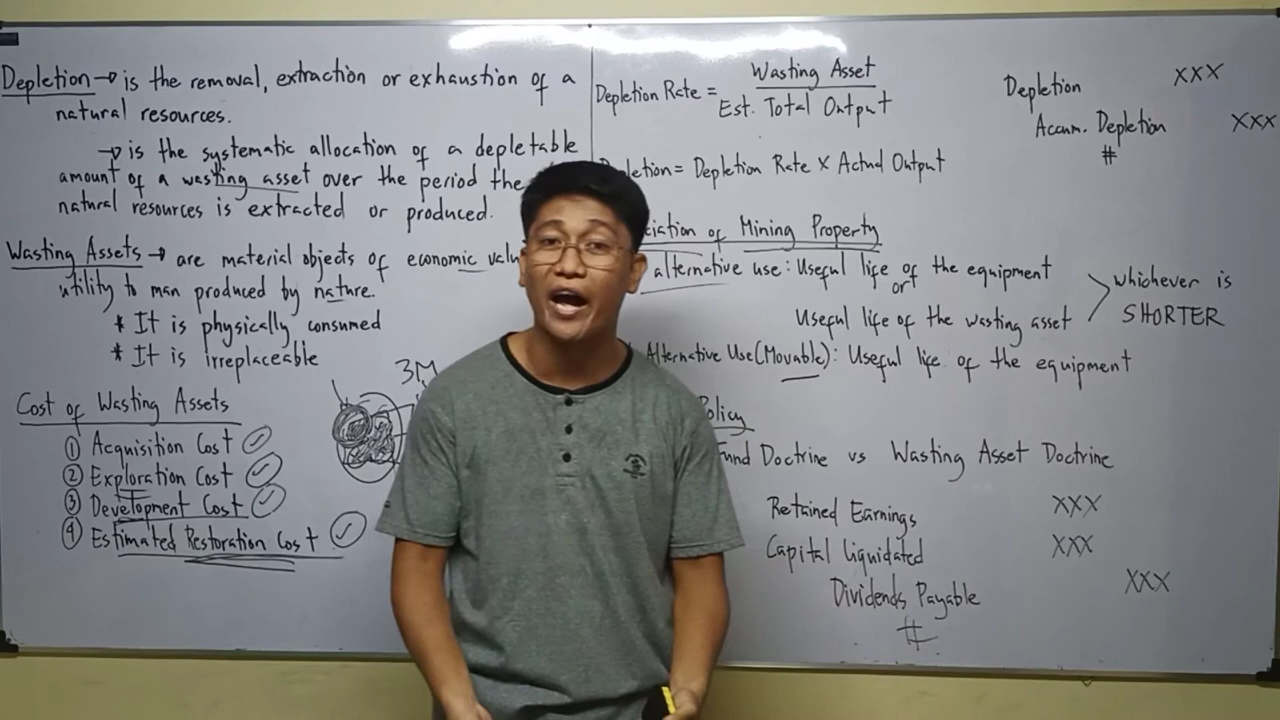 Depletion → is the removal, extraction or exhaustion of a
natural resources.
→ is the systematic allocation of a depletable
amount of a wasting asset over the period the
natural resources is extracted or produced.
Wasting Assets → are material objects of economic valu
utility to man produced by nature.
* It is physically consumed
* It is irreplaceable
Cost of Wasting Assets
① Acquisition Cost ✓
② Exploration Cost ✓
③ Development Cost ✓
④ Estimated Restoration Cost ✓
3M
Depletion Rate = Wasting Asset
Est. Total Output
pletion = Depletion Rate X Actual Output
ciation of Mining Property
alternative use: Useful life of the equipment
or
Useful life of the wasting asset
whichever is
SHORTER
Alternative Use (Movable): Useful life of the equipment
Policy
Fund Doctrine vs Wasting Asset Doctrine
Retained Earnings XXX
Capital Liquidated XXX
Dividends Payable XXX
#
Depletion XXX
Accum. Depletion XXX
#